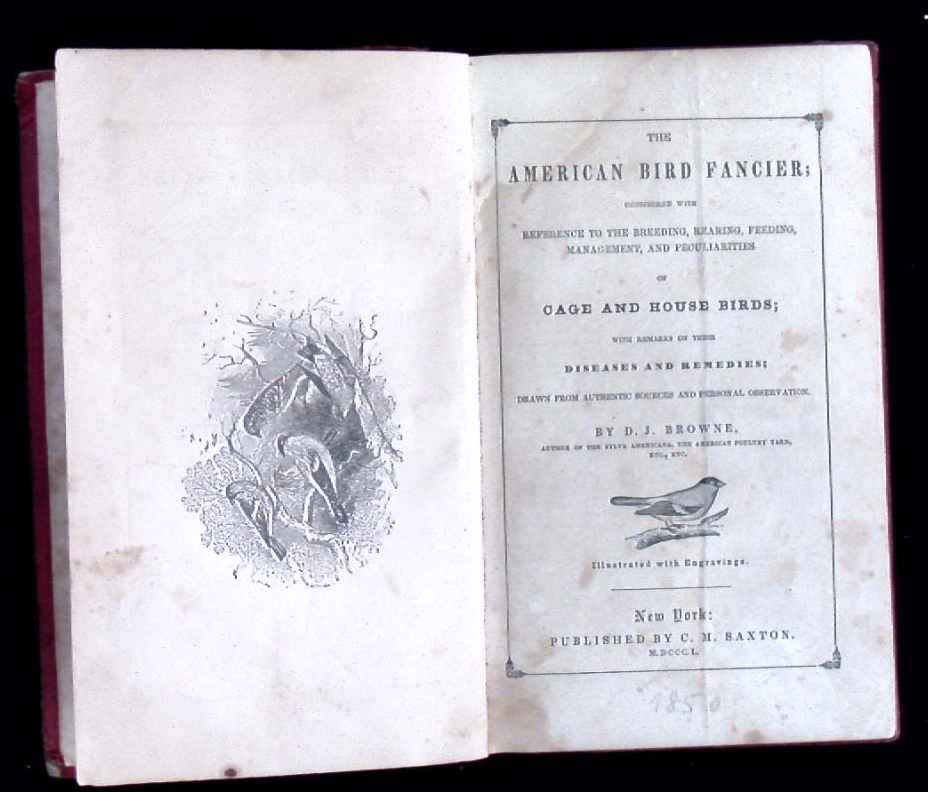 THE
AMERICAN BIRD FANCIER;
CONSIDERED WITH
REFERENCE TO THE BREEDING, REARING, FEEDING,
MANAGEMENT, AND PECULIARITIES
OF
CAGE AND HOUSE BIRDS;
WITH REMARKS ON THEIR
DISEASES AND REMEDIES;
DRAWN FROM AUTHENTIC SOURCES AND PERSONAL OBSERVATION.
BY D. J. BROWNE,
AUTHOR OF THE SYLVA AMERICANA, THE AMERICAN POULTRY YARD,
ETC., ETC.
Illustrated with Engravings.
New York:
PUBLISHED BY C. M. SAXTON.
M.DCCC.L.
1850